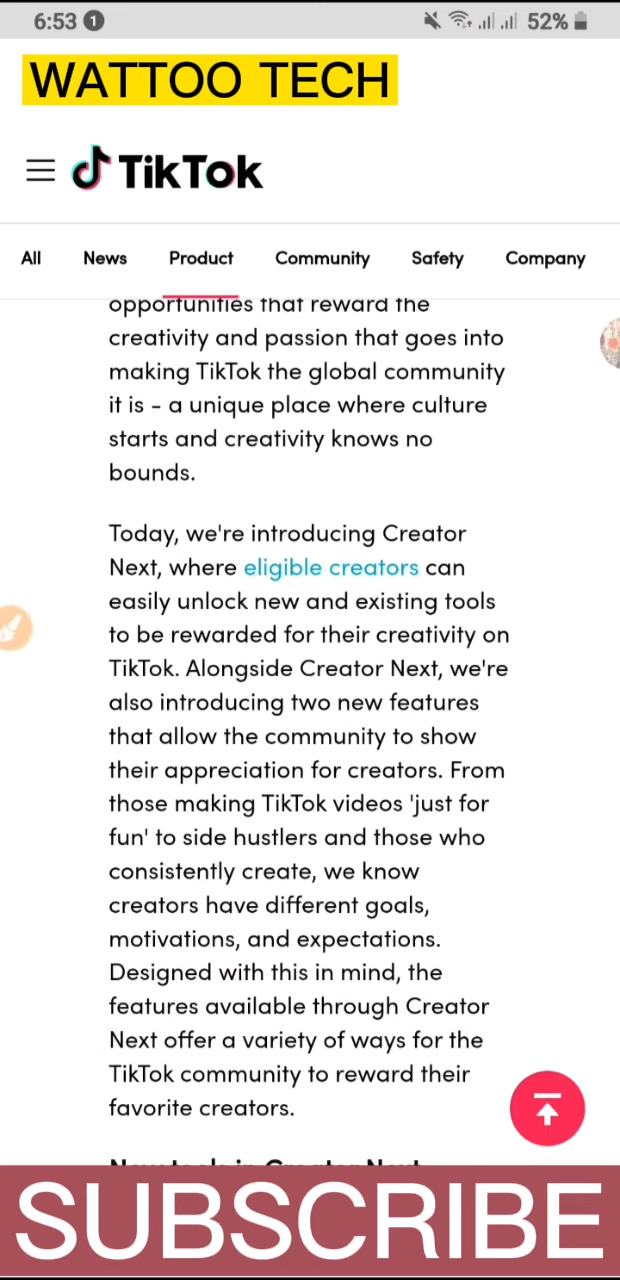 6:53 1 52%
WATTOO TECH
TikTok
All News Product Community Safety Company
opportunities that reward the
creativity and passion that goes into
making TikTok the global community
it is – a unique place where culture
starts and creativity knows no
bounds.
Today, we're introducing Creator
Next, where eligible creators can
easily unlock new and existing tools
to be rewarded for their creativity on
TikTok. Alongside Creator Next, we're
also introducing two new features
that allow the community to show
their appreciation for creators. From
those making TikTok videos 'just for
fun' to side hustlers and those who
consistently create, we know
creators have different goals,
motivations, and expectations.
Designed with this in mind, the
features available through Creator
Next offer a variety of ways for the
TikTok community to reward their
favorite creators.
SUBSCRIBE